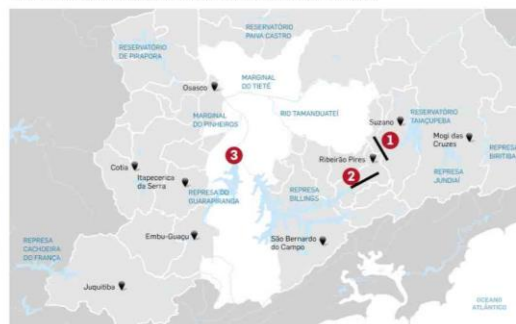 RESERVATÓRIO
PAIVA CASTRO
RESERVATÓRIO
DE PIRAPORA
MARGINAL
DO TIETÊ
Osasco
RIO TAMANDUATEÍ
MARGINAL
DO PINHEIROS
Suzano
RESERVATÓRIO
TAIAÇUPEBA
1
Mogi das
Cruzes
REPRESA
BIRITIBA
3
Ribeirão Pires
Cotia
Itapecerica
da Serra
2
REPRESA
JUNDIAÍ
REPRESA DO
GUARAPIRANGA
REPRESA
BILLINGS
Embu-Guaçu
São Bernardo
do Campo
REPRESA
CACHOEIRA
DO FRANÇA
Juquitiba
OCEANO
ATLÂNTICO